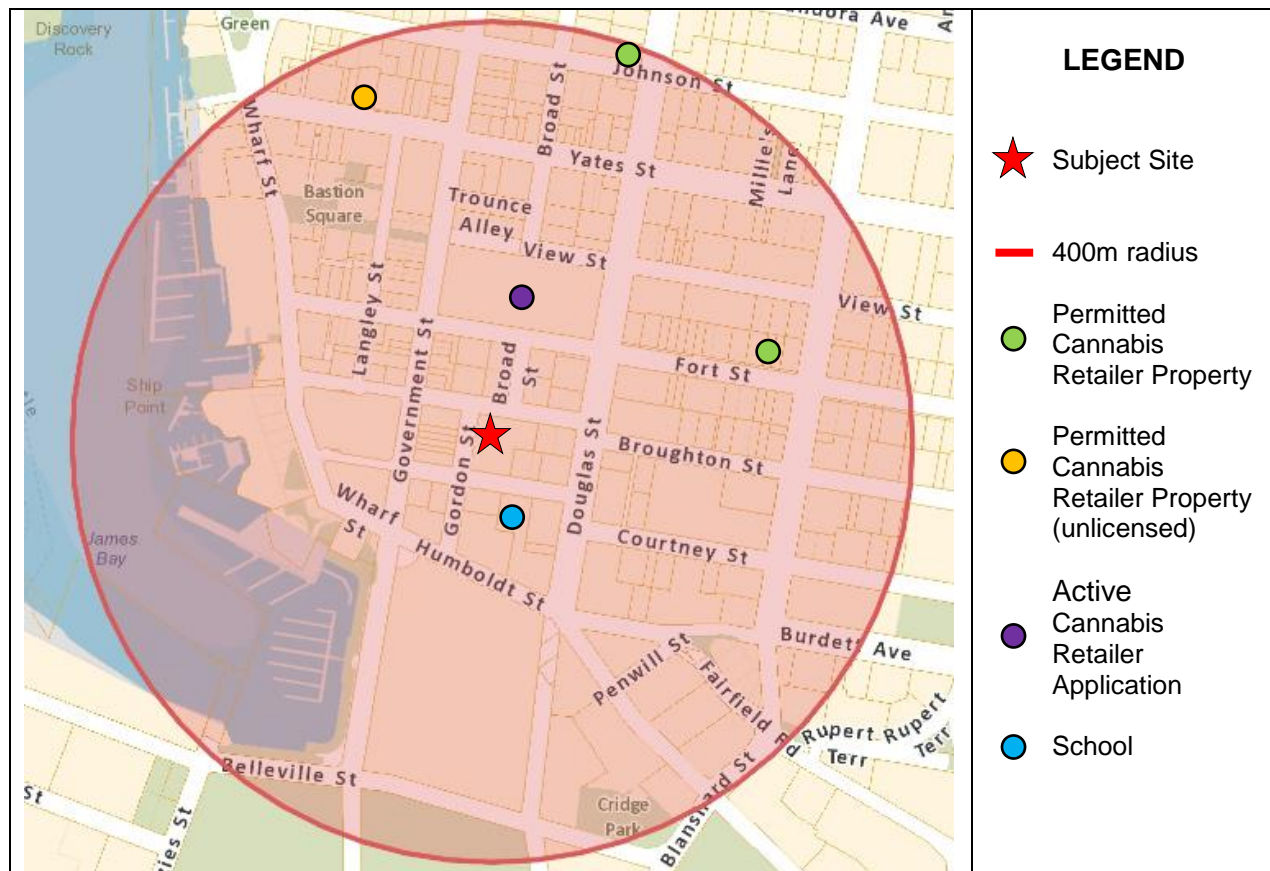 Discovery
Rock
Green
Ave
Johnson St
Broad St
Wharf St
Yates St
Millie's
Lane
Bastion
Square
Trounce
Alley
View St
View St
Langley St
Government St
Fort St
Broad
St
Ship
Point
Gordon St
Douglas St
Broughton St
Wharf
St
Courtney St
James
Bay
Humboldt St
Burdett Ave
Penwill St
Fairfield Rd
Rupert
Terr
Rupert
Terr
Belleville St
Blanshard St
Cridge
Park
St
ries St
LEGEND
Subject Site
400m radius
Permitted
Cannabis
Retailer Property
Permitted
Cannabis
Retailer Property
(unlicensed)
Active
Cannabis
Retailer
Application
School